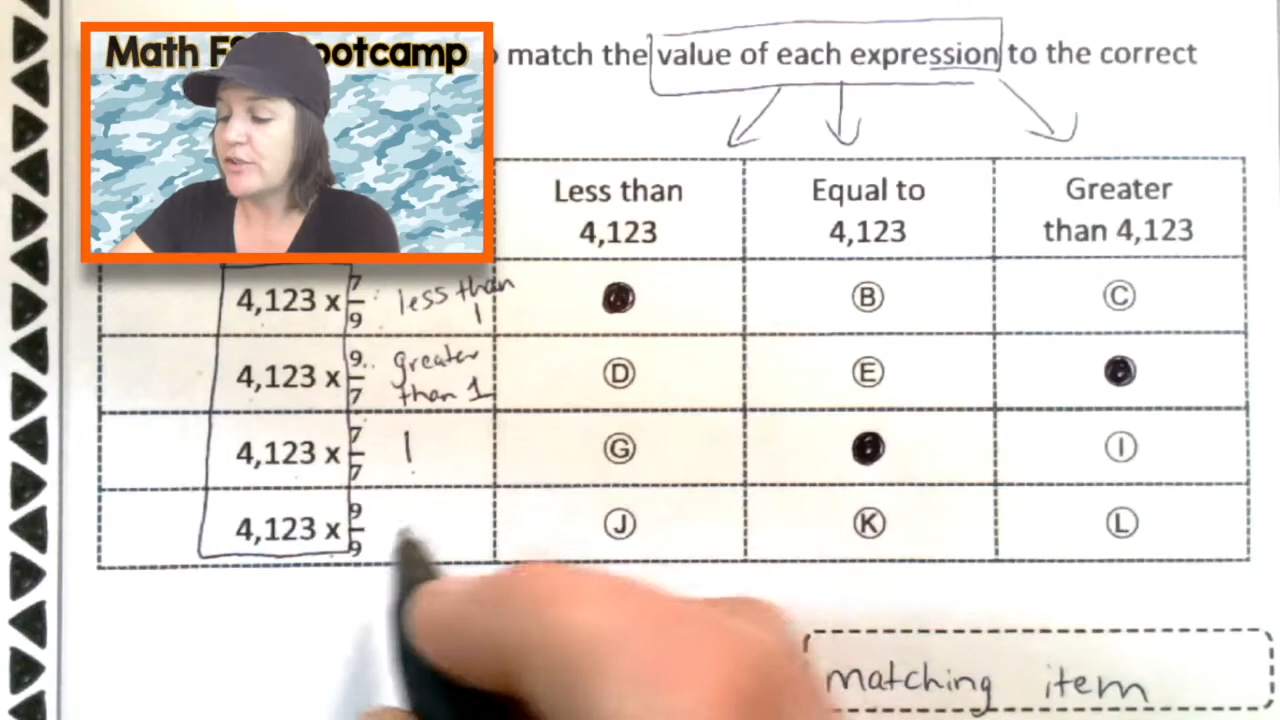 Math F ootcamp
match the value of each expression to the correct
Less than 4,123
Equal to 4,123
Greater than 4,123
4,123 x 7/9 less than 1 A B C
4,123 x 9/7 greater than 1 D E
4,123 x 7/7 1 G I
4,123 x 9/9 J K L
matching item